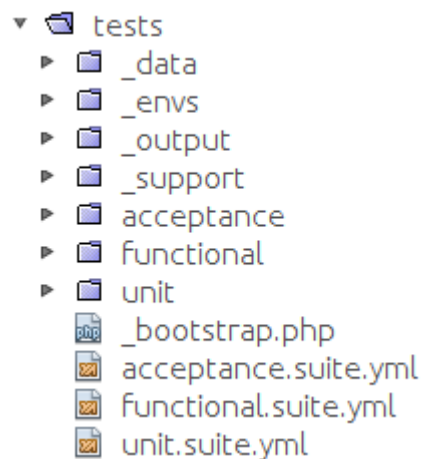 tests
_data
_envs
_output
_support
acceptance
functional
unit
_bootstrap.php
acceptance.suite.yml
functional.suite.yml
unit.suite.yml